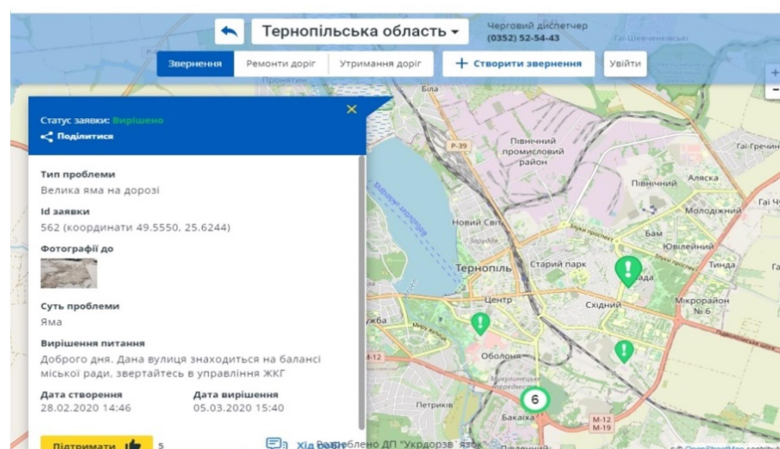 Тернопільська область
Черговий диспетчер
(0352) 52-54-43
Звернення
Ремонти доріг
Утримання доріг
+ Створити звернення
Увійти
Статус заявки: Вирішено
Поділитися
Тип проблеми
Велика яма на дорозі
Id заявки
562 (координати 49.5550, 25.6244)
Фотографії до
Суть проблеми
Яма
Вирішення питання
Доброго дня. Дана вулиця знаходиться на балансі
міської ради, звертайтесь в управління ЖКГ
Дата створення
Дата вирішення
28.02.2020 14:46
05.03.2020 15:40
Підтримати
5
Хід робіт
Розроблено ДП "Укрдорзв`язок"
Біла
Р-39
Північний
промисловий
район
Північний
Аляска
Молодіжний
Новий Світ
Бам
Ювілейний
Тернопіль
Старий парк
Тинда
Центр
Східний
Мікрорайон
№ 6
М-12
Оболоня
6
Петриків
Бакаїха
М-12
М-19